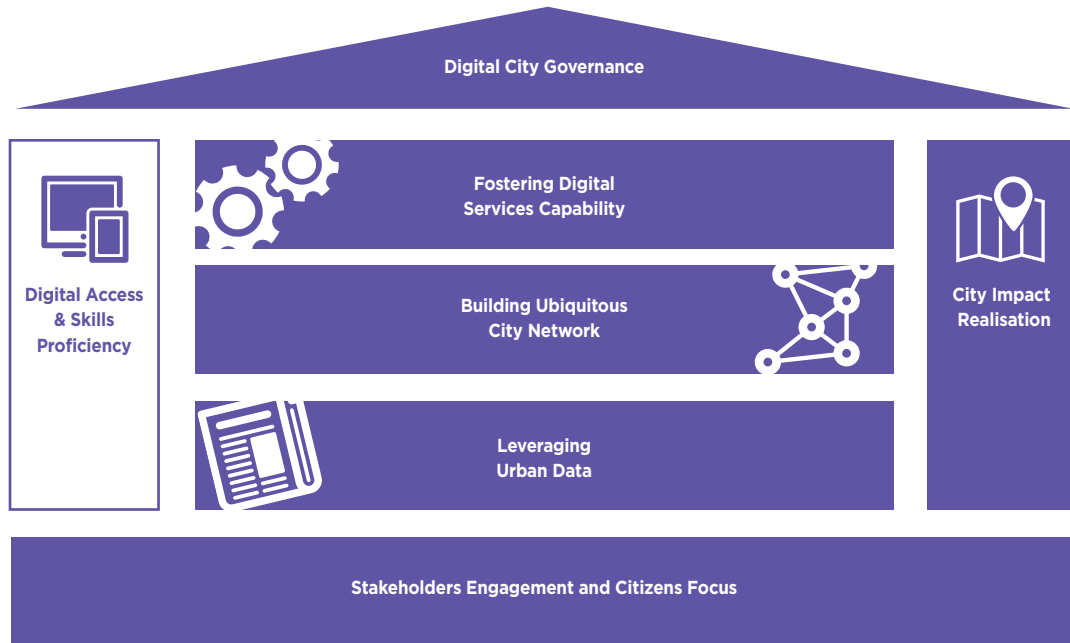 Digital City Governance
Digital Access
& Skills
Proficiency
Fostering Digital
Services Capability
Building Ubiquitous
City Network
Leveraging
Urban Data
City Impact
Realisation
Stakeholders Engagement and Citizens Focus